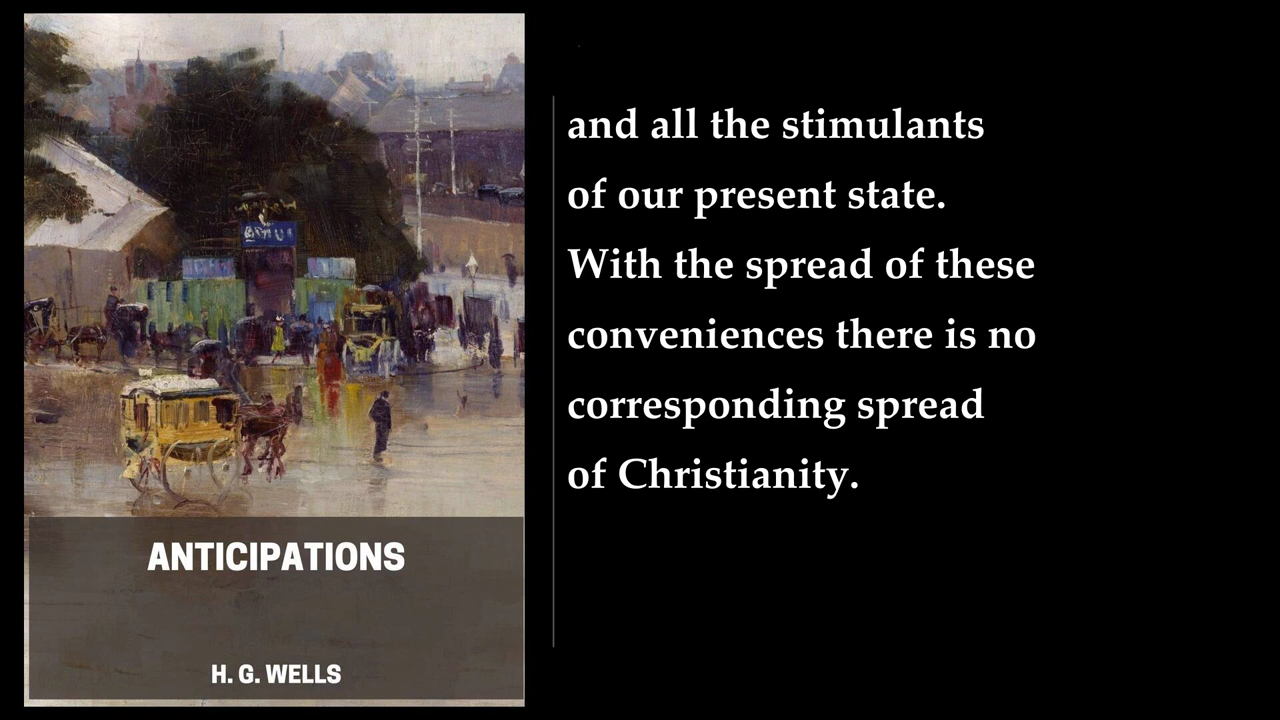 and all the stimulants
of our present state.
With the spread of these
conveniences there is no
corresponding spread
of Christianity.
ANTICIPATIONS
H. G. WELLS